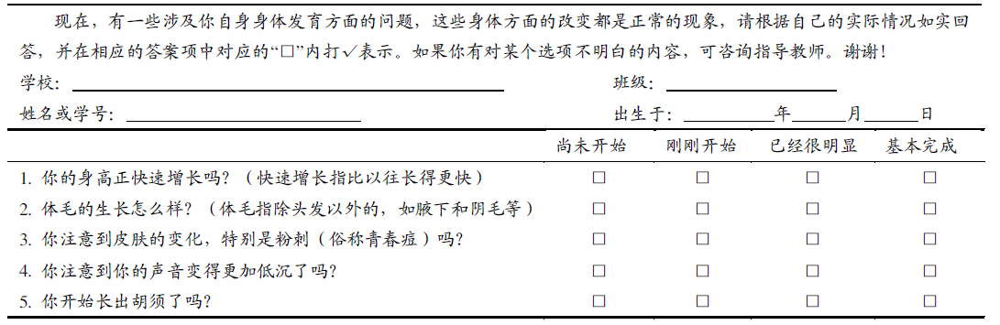 现在，有一些涉及你自身身体发育方面的问题，这些身体方面的改变都是正常的现象，请根据自己的实际情况如实回
答，并在相应的答案项中对应的“□”内打√表示。如果你有对某个选项不明白的内容，可咨询指导教师。谢谢！
学校：____ 班级：____
姓名或学号：____ 出生于：____年____月____日
尚未开始 刚刚开始 已经很明显 基本完成
1. 你的身高正快速增长吗？（快速增长指比以往长得更快） □ □ □ □
2. 体毛的生长怎么样？（体毛指除头发以外的，如腋下和阴毛等） □ □ □ □
3. 你注意到皮肤的变化，特别是粉刺（俗称青春痘）吗？ □ □ □ □
4. 你注意到你的声音变得更加低沉了吗？ □ □ □ □
5. 你开始长出胡须了吗？ □ □ □ □